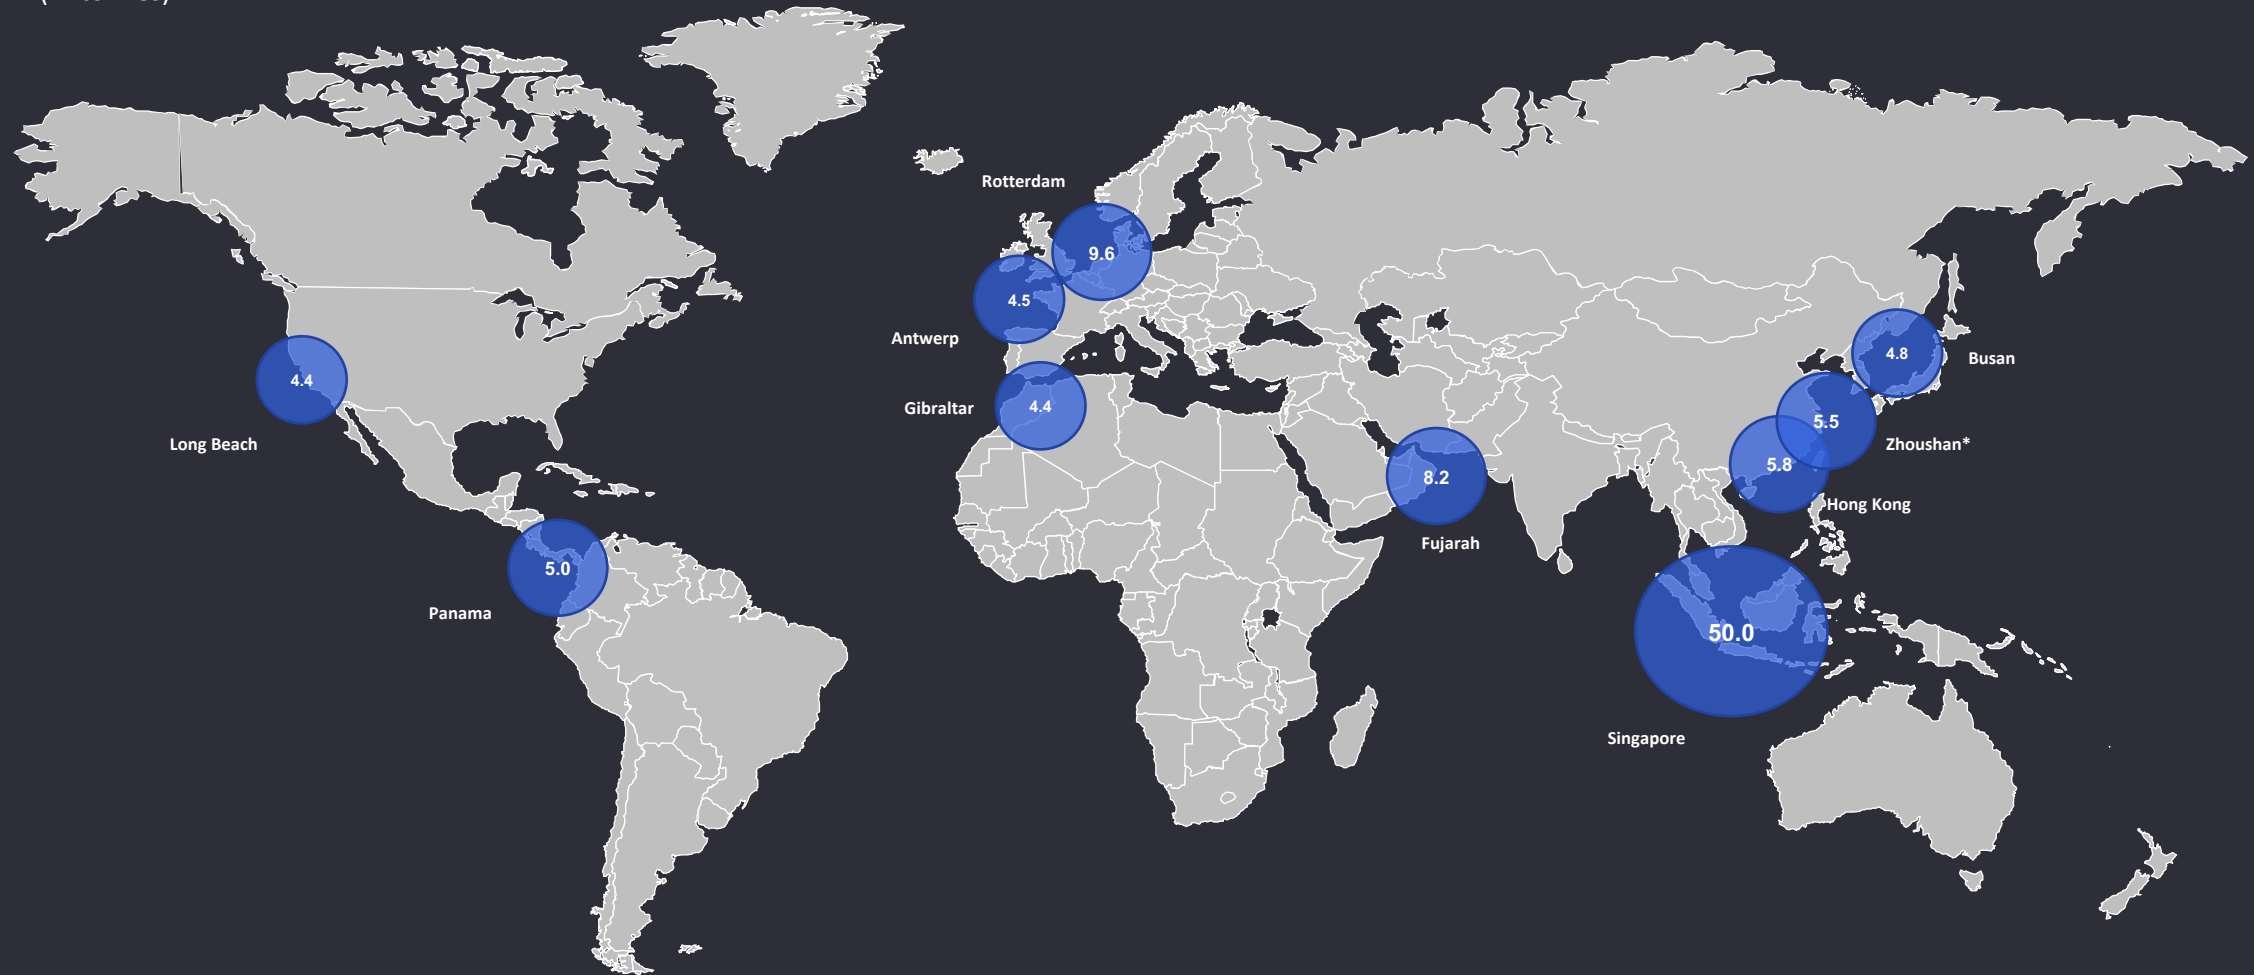 Rotterdam
9.6
4.5
Antwerp
4.8
Busan
4.4
Long Beach
Gibraltar
4.4
5.5
Zhoushan*
5.8
8.2
Hong Kong
Fujarah
5.0
Panama
50.0
Singapore